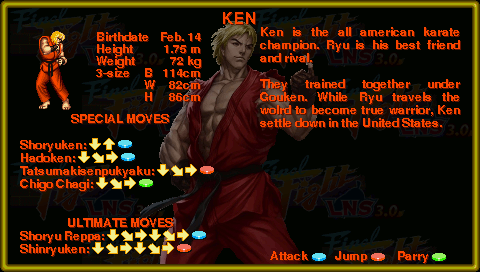 KEN
Birthdate Feb. 14
Height 1.75 m
Weight 72 kg
3-size B 114cm
W 82cm
H 86cm
Ken is the all american karate
champion. Ryu is his best friend
and rival.
They trained together under
Gouken. While Ryu travels the
wolrd to become true warrior, Ken
settle down in the United States.
SPECIAL MOVES
Shoryuken:
Hadoken:
Tatsumakisenpukyaku:
Chigo Chagi:
ULTIMATE MOVES
Shoryu Reppa:
Shinryuken:
Attack Jump Parry